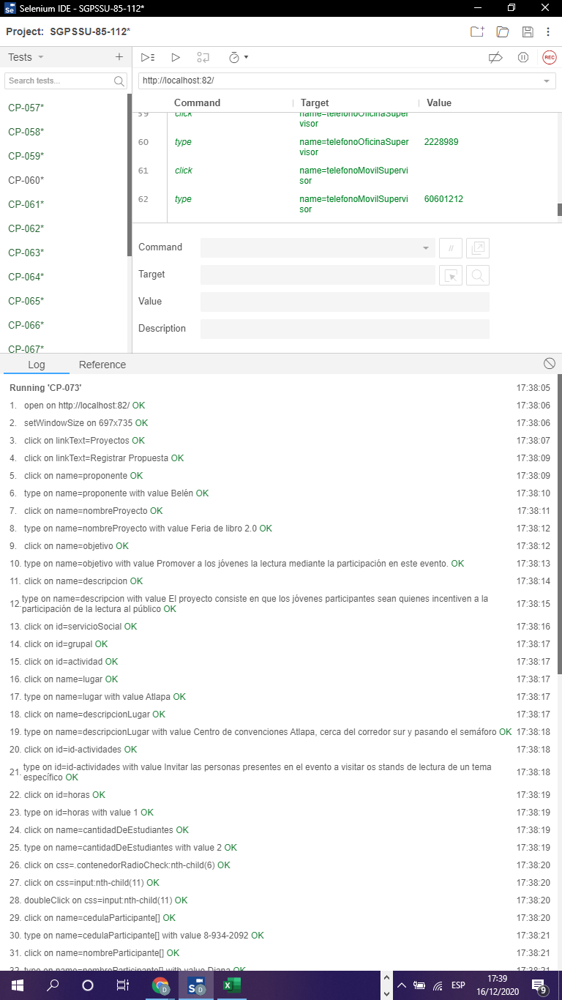 Selenium IDE - SGPSSU-85-112*
Project: SGPSSU-85-112*
Tests
Search tests...
CP-057*
CP-058*
CP-059*
CP-060*
CP-061*
CP-062*
CP-063*
CP-064*
CP-065*
CP-066*
CP-067*
REC
http://localhost:82/
Command Target Value
59 click name=telefonoOficinaSuper
visor
60 type name=telefonoOficinaSuper 2228989
visor
61 click name=telefonoMovilSupervi
sor
62 type name=telefonoMovilSupervi 60601212
sor
Command //
Target
Value
Description
Log Reference
Running 'CP-073' 17:38:05
1. open on http://localhost:82/ OK 17:38:06
2. setWindowSize on 697x735 OK 17:38:06
3. click on linkText=Proyectos OK 17:38:07
4. click on linkText=Registrar Propuesta OK 17:38:09
5. click on name=proponente OK 17:38:09
6. type on name=proponente with value Belén OK 17:38:10
7. click on name=nombreProyecto OK 17:38:11
8. type on name=nombreProyecto with value Feria de libro 2.0 OK 17:38:12
9. click on name=objetivo OK 17:38:12
10. type on name=objetivo with value Promover a los jóvenes la lectura mediante la participación en este evento. OK 17:38:13
11. click on name=descripcion OK 17:38:14
12. type on name=descripcion with value El proyecto consiste en que los jóvenes participantes sean quienes incentiven a la 17:38:15
participación de la lectura al público OK
13. click on id=servicioSocial OK 17:38:16
14. click on id=grupal OK 17:38:17
15. click on id=actividad OK 17:38:17
16. click on name=lugar OK 17:38:17
17. type on name=lugar with value Atlapa OK 17:38:17
18. click on name=descripcionLugar OK 17:38:17
19. type on name=descripcionLugar with value Centro de convenciones Atlapa, cerca del corredor sur y pasando el semáforo OK 17:38:18
20. click on id=id-actividades OK 17:38:18
21. type on id=id-actividades with value Invitar las personas presentes en el evento a visitar os stands de lectura de un tema 17:38:18
específico OK
22. click on id=horas OK 17:38:19
23. type on id=horas with value 1 OK 17:38:19
24. click on name=cantidadDeEstudiantes OK 17:38:19
25. type on name=cantidadDeEstudiantes with value 2 OK 17:38:19
26. click on css=.contenedorRadioCheck:nth-child(6) OK 17:38:20
27. click on css=input:nth-child(11) OK 17:38:20
28. doubleClick on css=input:nth-child(11) OK 17:38:20
29. click on name=cedulaParticipante[] OK 17:38:20
30. type on name=cedulaParticipante[] with value 8-934-2092 OK 17:38:21
31. click on name=nombreParticipante[] OK 17:38:21
32. type on name=nombreParticipante[] with value Diana OK 17:38:21
ESP
17:39
16/12/2020
9